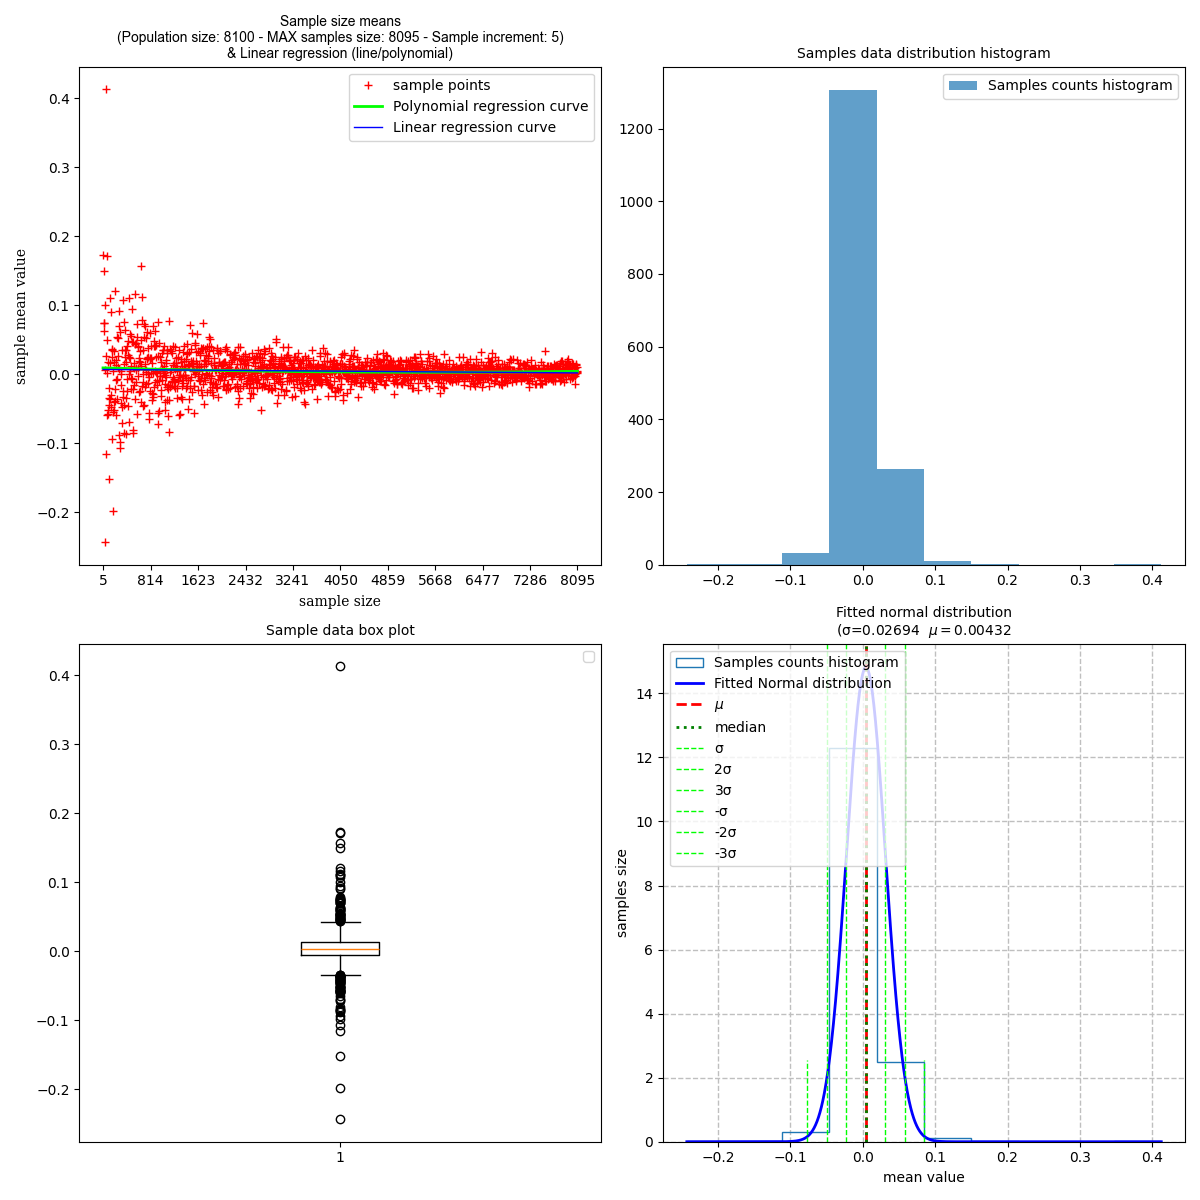 Sample size means
(Population size: 8100 - MAX samples size: 8095 - Sample increment: 5)
& Linear regression (line/polynomial)
sample points
Polynomial regression curve
Linear regression curve
0.4
0.3
0.2
0.1
0.0
−0.1
−0.2
sample mean value
5 814 1623 2432 3241 4050 4859 5668 6477 7286 8095
sample size
Samples data distribution histogram
Samples counts histogram
1200
1000
800
600
400
200
0
−0.2 −0.1 0.0 0.1 0.2 0.3 0.4
Sample data box plot
0.4
0.3
0.2
0.1
0.0
−0.1
−0.2
1
Fitted normal distribution
(σ=0.02694 μ = 0.00432
Samples counts histogram
Fitted Normal distribution
μ
median
σ
2σ
3σ
-σ
-2σ
-3σ
14
12
10
8
6
4
2
0
samples size
−0.2 −0.1 0.0 0.1 0.2 0.3 0.4
mean value